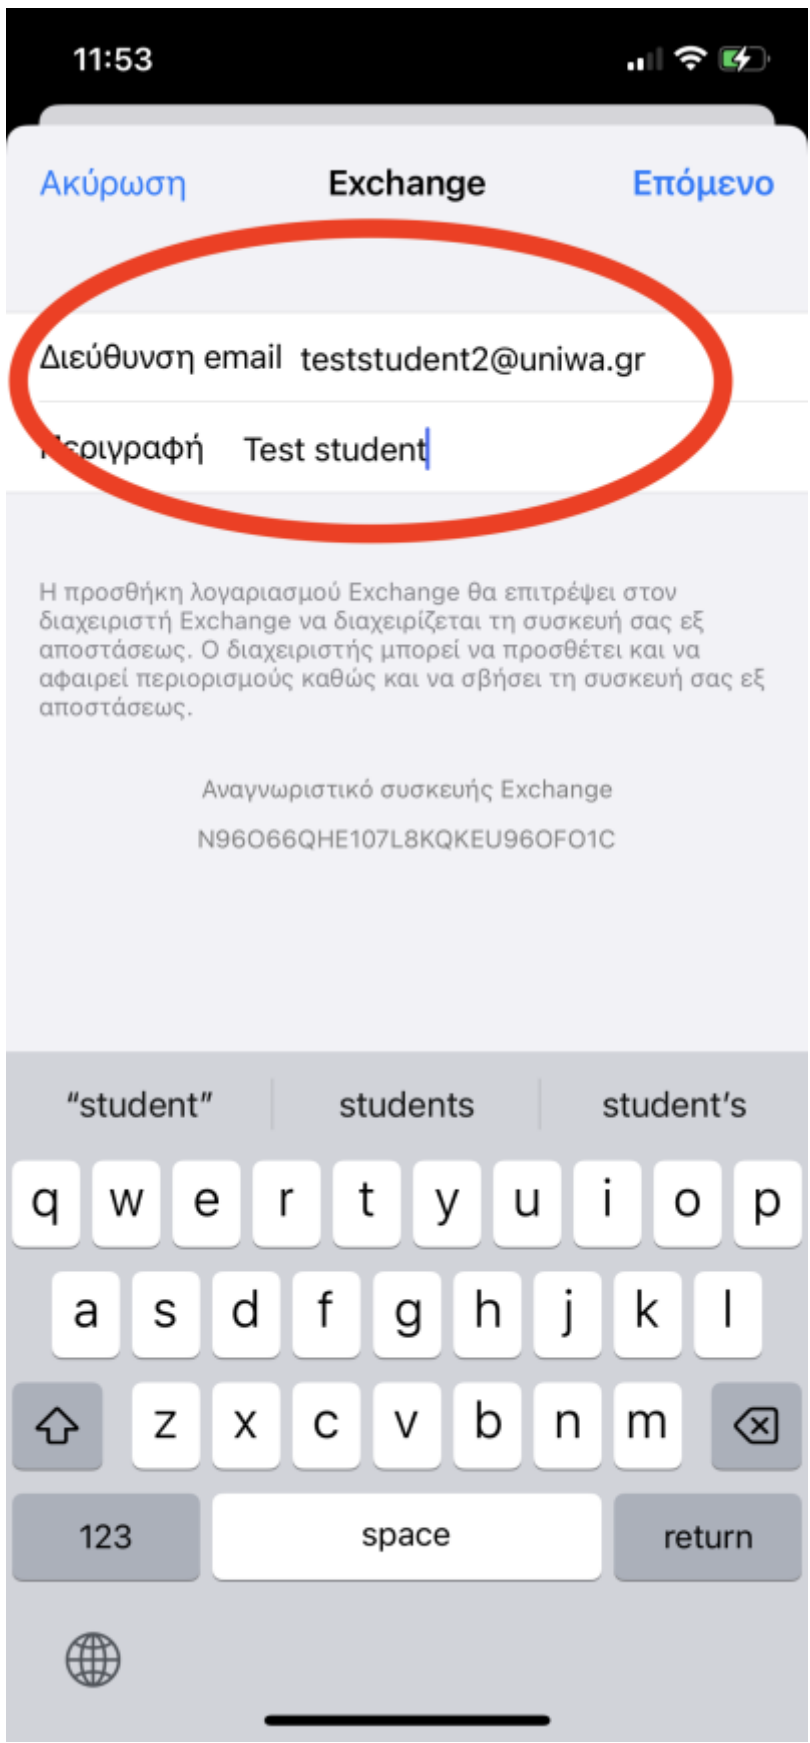 11:53
Ακύρωση Exchange Επόμενο
Διεύθυνση email teststudent2@uniwa.gr
Περιγραφή Test student
Η προσθήκη λογαριασμού Exchange θα επιτρέψει στον
διαχειριστή Exchange να διαχειρίζεται τη συσκευή σας εξ
αποστάσεως. Ο διαχειριστής μπορεί να προσθέτει και να
αφαιρεί περιορισμούς καθώς και να σβήσει τη συσκευή σας εξ
αποστάσεως.
Αναγνωριστικό συσκευής Exchange
N96O66QHE107L8KQKEU96OFO1C
“student” students student's
q w e r t y u i o p
a s d f g h j k l
z x c v b n m
123 space return